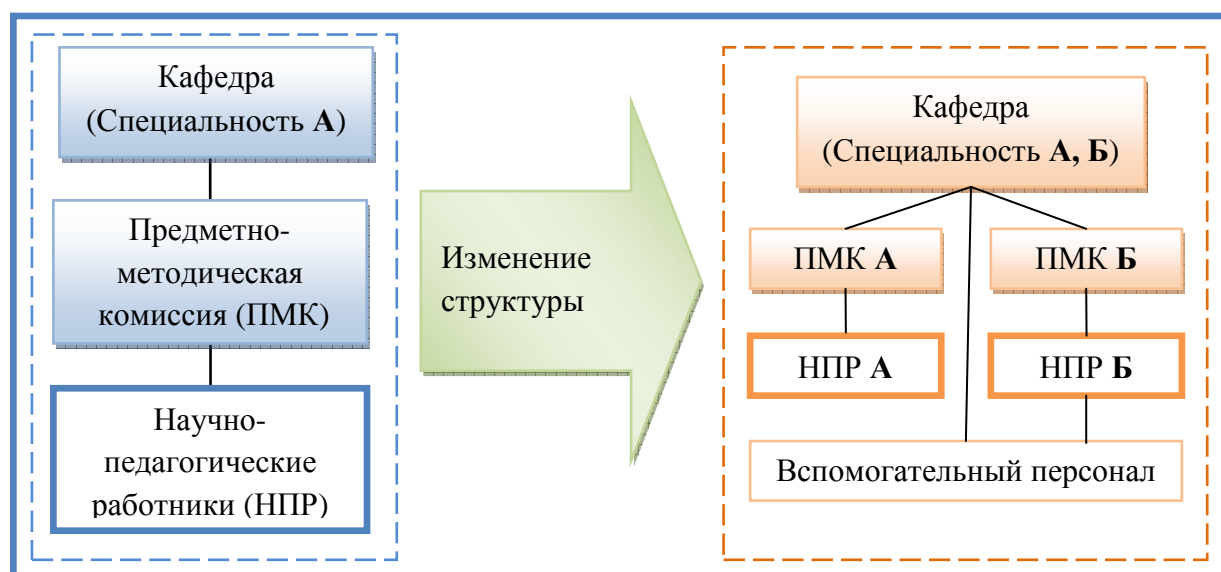 Кафедра
(Специальность А)
Предметно-
методическая
комиссия (ПМК)
Научно-
педагогические
работники (НПР)
Изменение
структуры
Кафедра
(Специальность А, Б)
ПМК А
ПМК Б
НПР А
НПР Б
Вспомогательный персонал